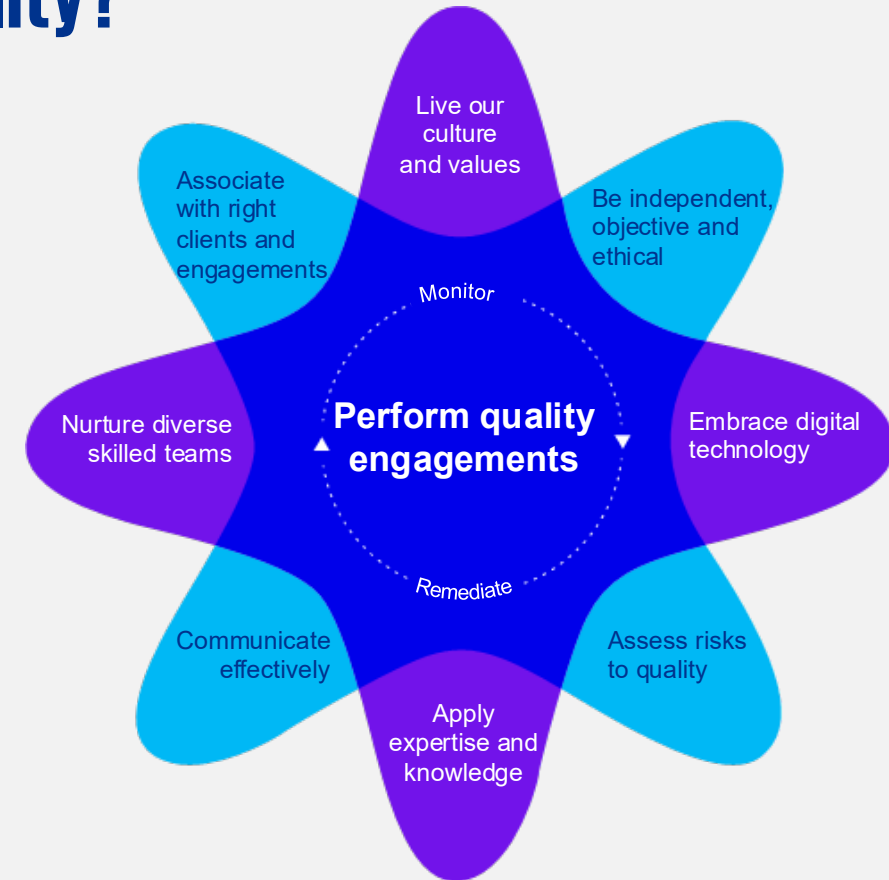 Live our
culture
and values
Be independent,
objective and
ethical
Embrace digital
technology
Assess risks
to quality
Apply
expertise and
knowledge
Communicate
effectively
Nurture diverse
skilled teams
Associate
with right
clients and
engagements
Monitor
Perform quality
engagements
Remediate